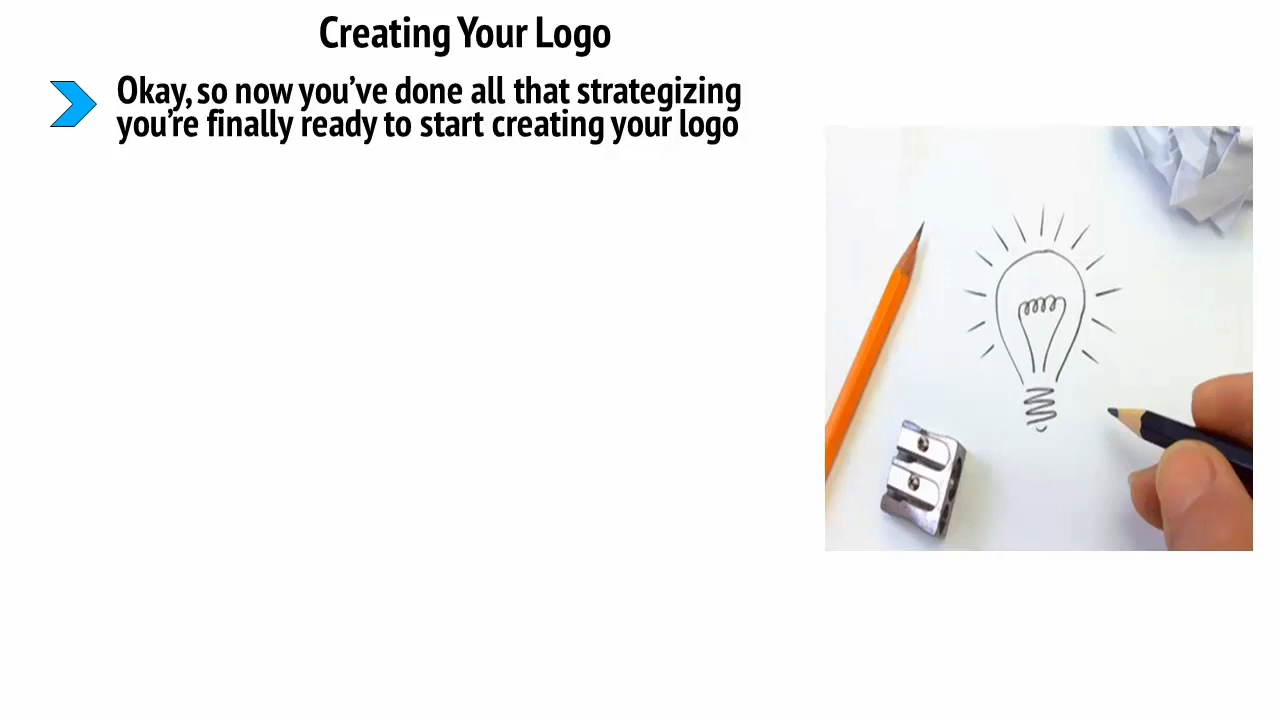 Creating Your Logo
Okay, so now you’ve done all that strategizing
you’re finally ready to start creating your logo